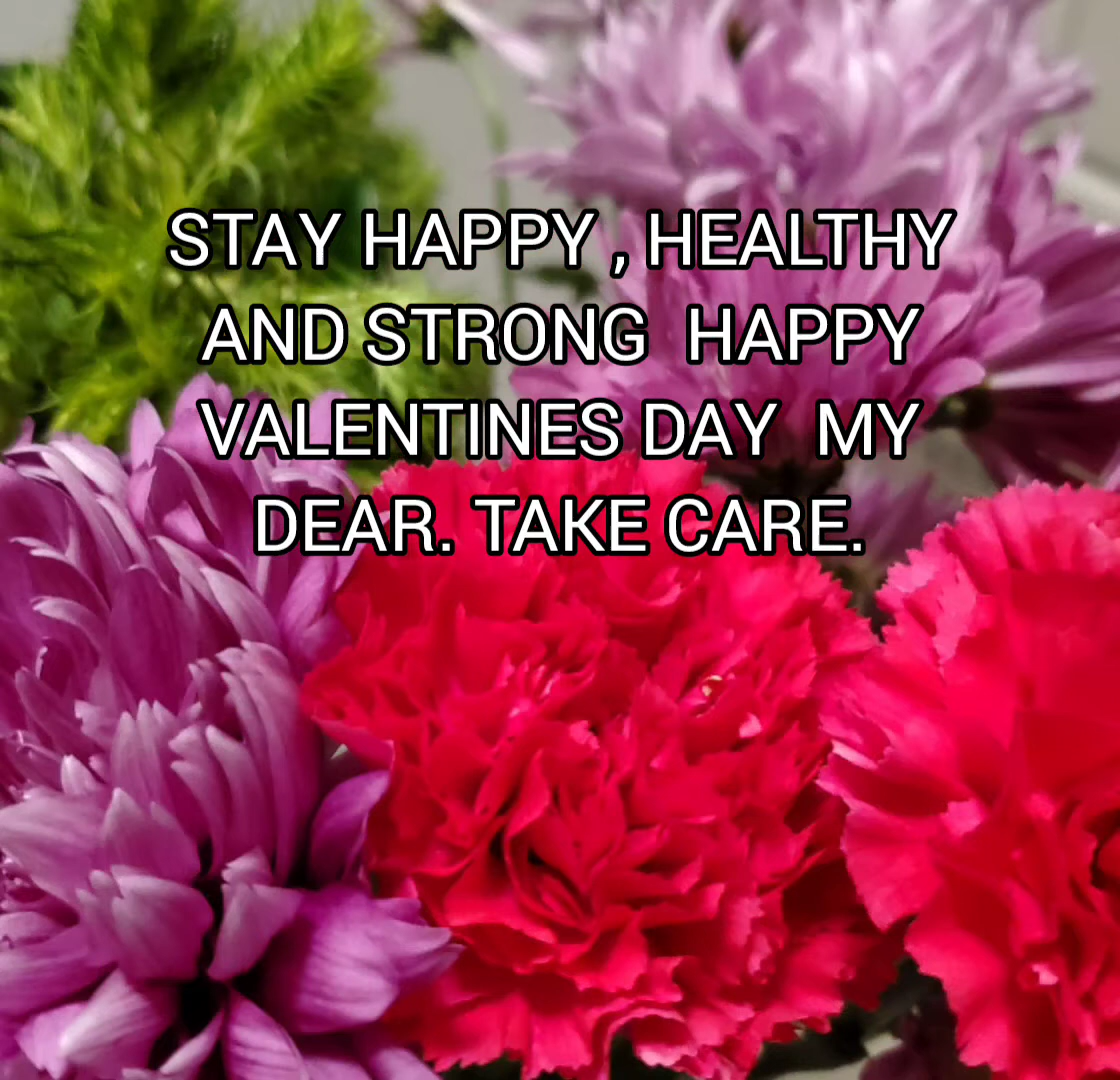 STAY HAPPY , HEALTHY
AND STRONG  HAPPY
VALENTINES DAY  MY
DEAR. TAKE CARE.